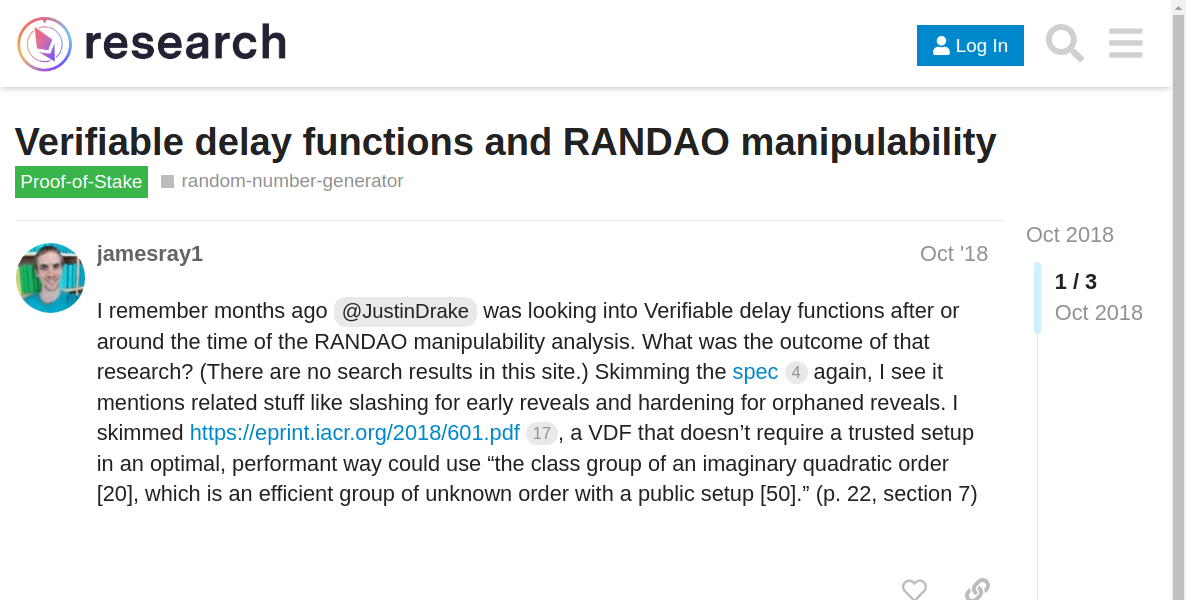 research
Log In
Verifiable delay functions and RANDAO manipulability
Proof-of-Stake random-number-generator
jamesray1 Oct '18
Oct 2018
1 / 3
Oct 2018
I remember months ago @JustinDrake was looking into Verifiable delay functions after or
around the time of the RANDAO manipulability analysis. What was the outcome of that
research? (There are no search results in this site.) Skimming the spec 4 again, I see it
mentions related stuff like slashing for early reveals and hardening for orphaned reveals. I
skimmed https://eprint.iacr.org/2018/601.pdf 17, a VDF that doesn’t require a trusted setup
in an optimal, performant way could use “the class group of an imaginary quadratic order
[20], which is an efficient group of unknown order with a public setup [50].” (p. 22, section 7)